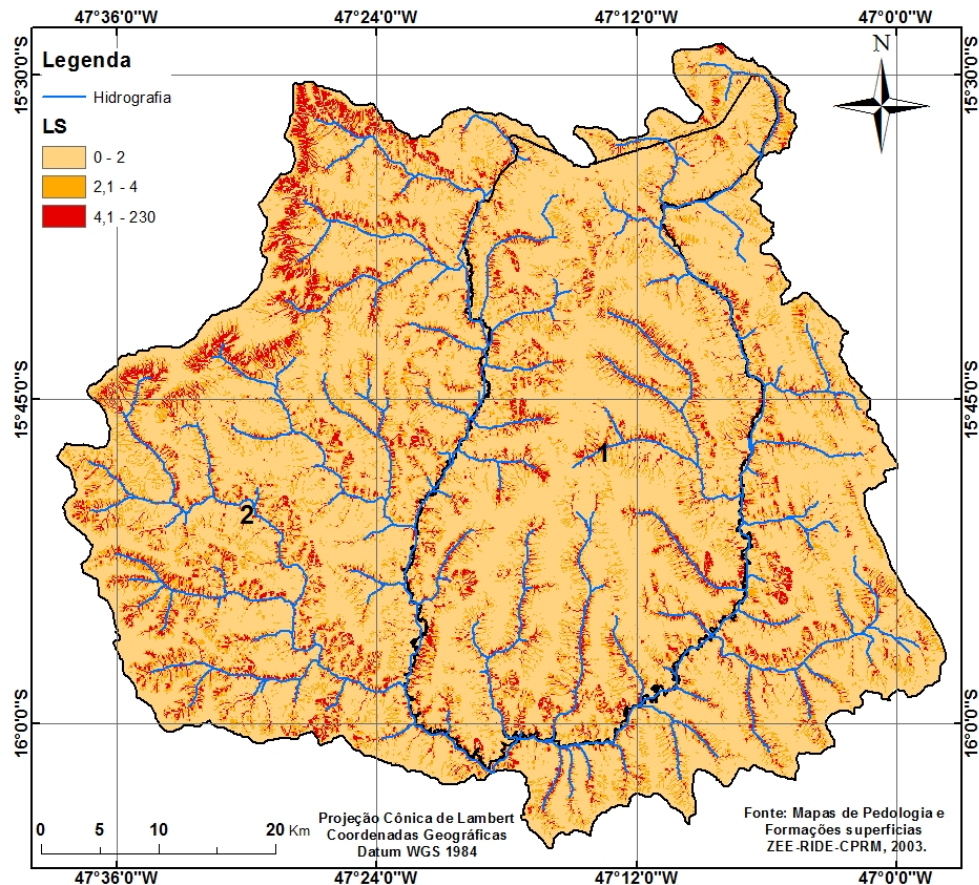 47°36'0"W 47°24'0"W 47°12'0"W 47°0'0"W
15°30'0"S 15°30'0"S
Legenda
Hidrografia
LS
0 - 2
2,1 - 4
4,1 - 230
N
15°45'0"S 15°45'0"S
1
2
16°0'0"S 16°0'0"S
0 5 10 20 Km
Projeção Cônica de Lambert
Coordenadas Geográficas
Datum WGS 1984
Fonte: Mapas de Pedologia e
Formações superficias
ZEE-RIDE-CPRM, 2003.
47°36'0"W 47°24'0"W 47°12'0"W 47°0'0"W